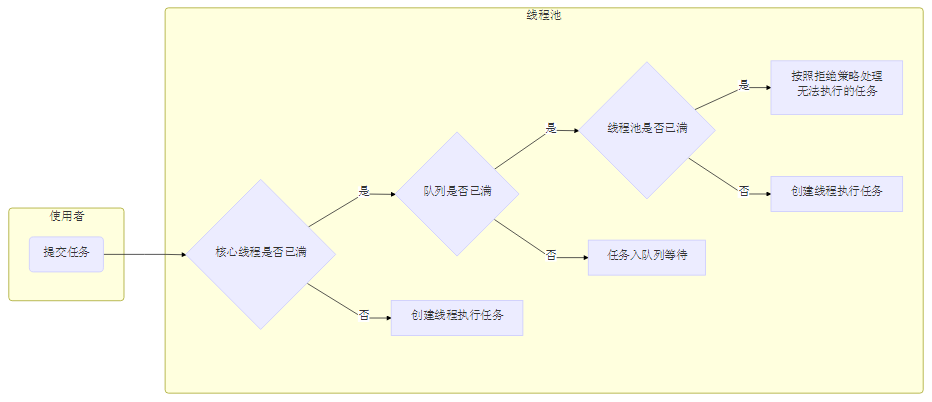 线程池
使用者
提交任务
核心线程是否已满
是
否
创建线程执行任务
队列是否已满
是
否
任务入队列等待
线程池是否已满
是
否
按照拒绝策略处理
无法执行的任务
创建线程执行任务